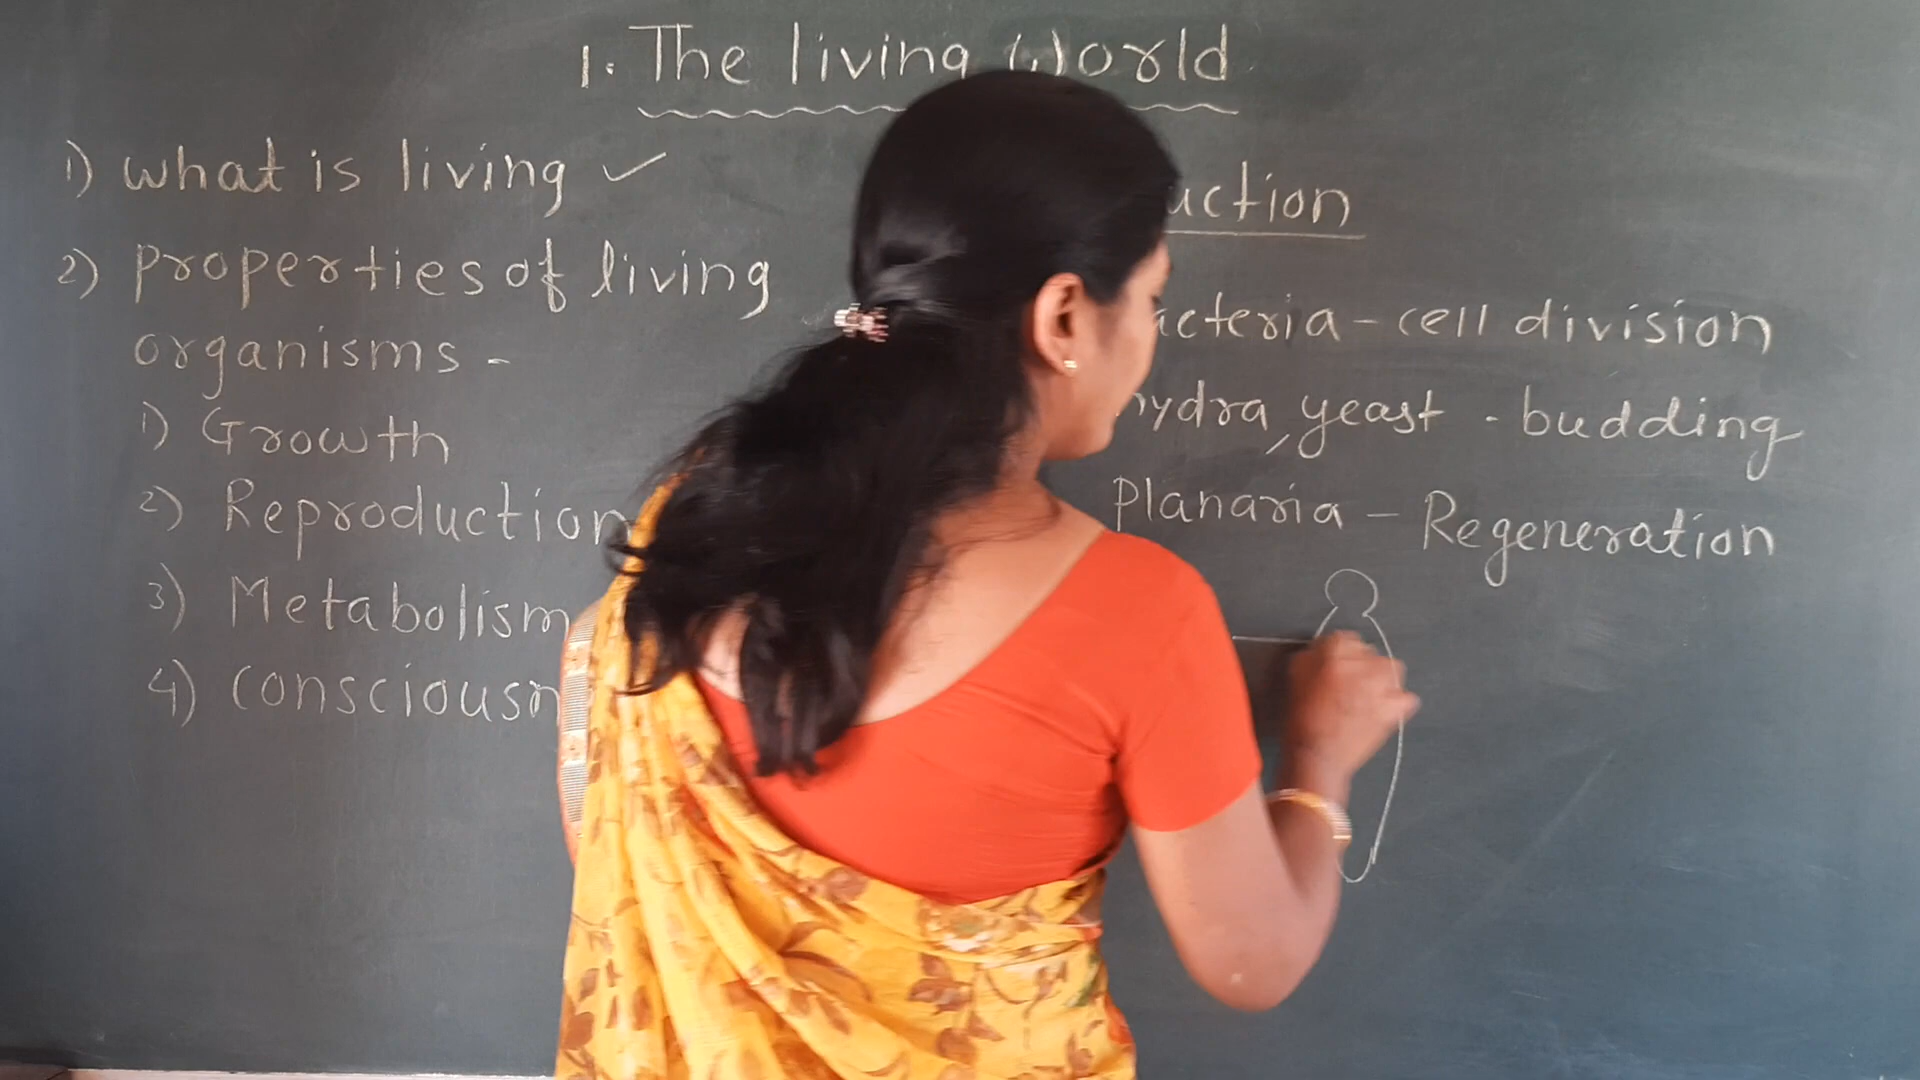 1. The living World
1) what is living ✓
2) properties of living
organisms -
1) Growth
2) Reproduction
3) Metabolism
4) consciousn
uction
acteria - cell division
hydra, yeast - budding
Planaria - Regeneration